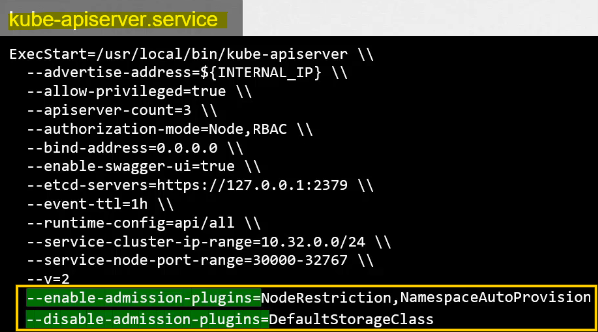 kube-apiserver.service
ExecStart=/usr/local/bin/kube-apiserver \\
--advertise-address=${INTERNAL_IP} \\
--allow-privileged=true \\
--apiserver-count=3 \\
--authorization-mode=Node,RBAC \\
--bind-address=0.0.0.0 \\
--enable-swagger-ui=true \\
--etcd-servers=https://127.0.0.1:2379 \\
--event-ttl=1h \\
--runtime-config=api/all \\
--service-cluster-ip-range=10.32.0.0/24 \\
--service-node-port-range=30000-32767 \\
--v=2
--enable-admission-plugins=NodeRestriction,NamespaceAutoProvision
--disable-admission-plugins=DefaultStorageClass